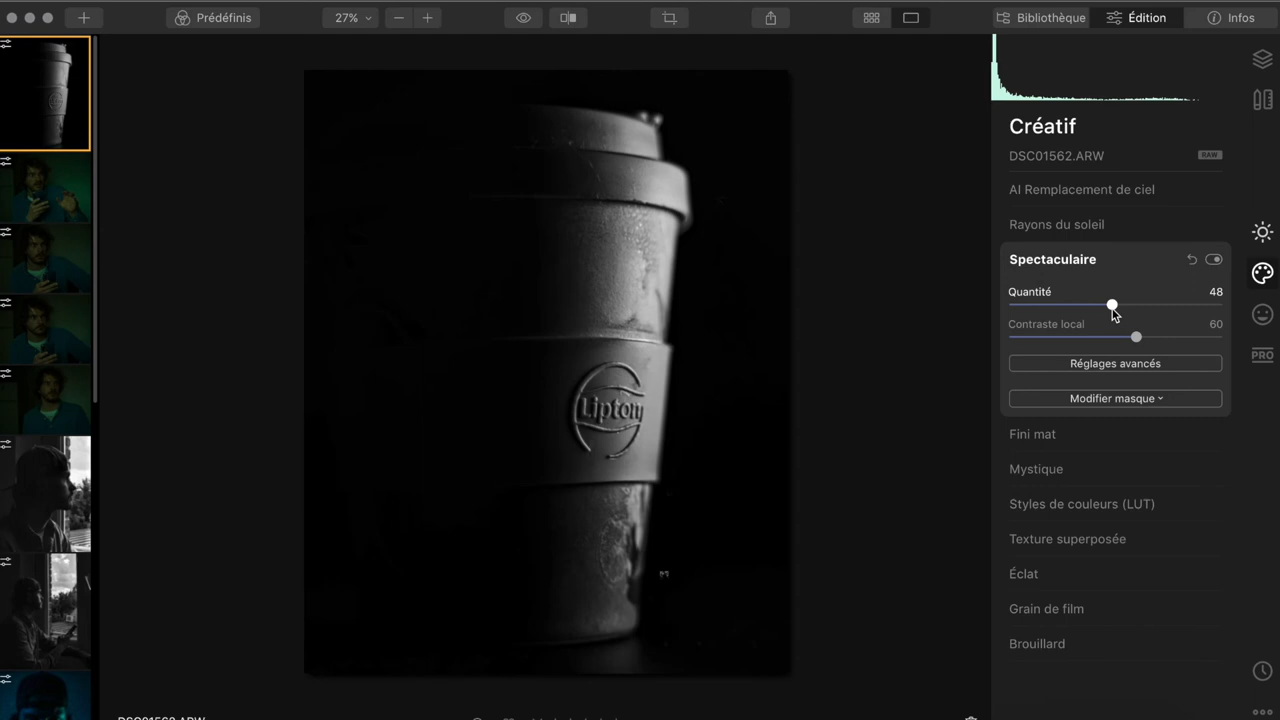 Prédéfinis
27%
Bibliothèque
Édition
Infos
Créatif
DSC01562.ARW
RAW
AI Remplacement de ciel
Rayons du soleil
Spectaculaire
Quantité 48
Contraste local 60
Réglages avancés
Modifier masque
Fini mat
Mystique
Styles de couleurs (LUT)
Texture superposée
Éclat
Grain de film
Brouillard
PRO
Lipton
DSC01562.ARW